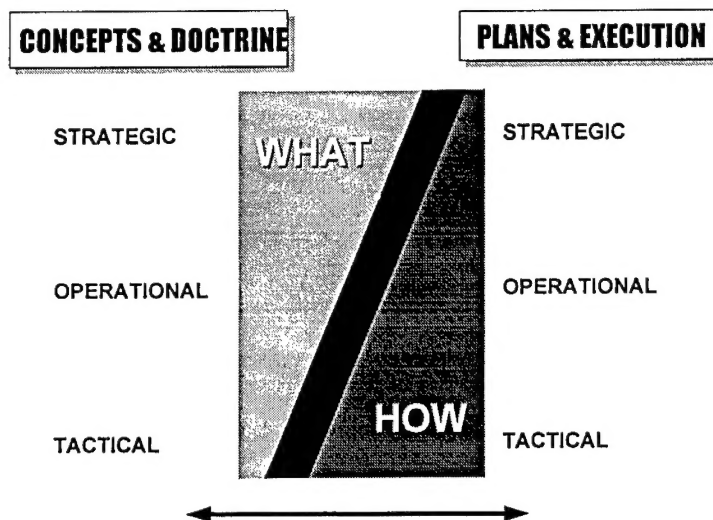 CONCEPTS & DOCTRINE
PLANS & EXECUTION
STRATEGIC
WHAT
STRATEGIC
OPERATIONAL
OPERATIONAL
HOW
TACTICAL
TACTICAL